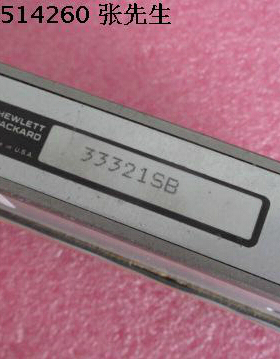 514260 张先生
HEWLETT
PACKARD
U.S.A.
33321SB